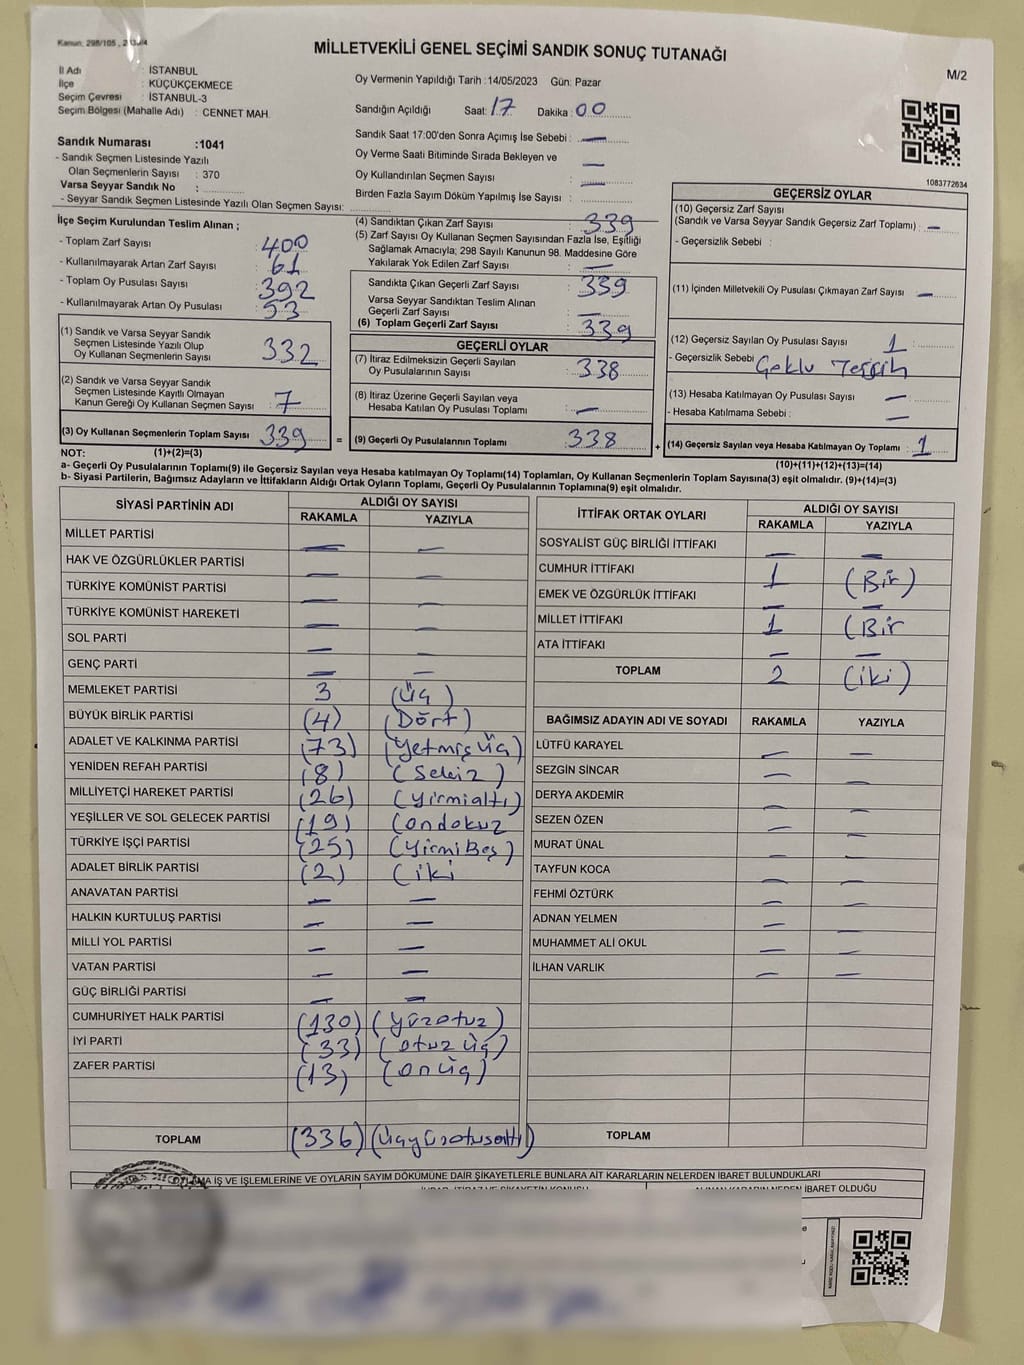 Kanun: 298/105
MİLLETVEKİLİ GENEL SEÇİMİ SANDIK SONUÇ TUTANAĞI
M/2
İl Adı : İSTANBUL
İlçe : KÜÇÜKÇEKMECE
Seçim Çevresi : İSTANBUL-3
Seçim Bölgesi (Mahalle Adı) : CENNET MAH.
Oy Vermenin Yapıldığı Tarih :14/05/2023 Gün: Pazar
Sandığın Açıldığı Saat: 17 Dakika : 00
Sandık Saat 17:00'den Sonra Açımış İse Sebebi : —
Oy Verme Saati Bitiminde Sırada Bekleyen ve
Oy Kullandırılan Seçmen Sayısı : —
Birden Fazla Sayım Döküm Yapılmış İse Sayısı :
Sandık Numarası :1041
- Sandık Seçmen Listesinde Yazılı
Olan Seçmenlerin Sayısı : 370
Varsa Seyyar Sandık No :
- Seyyar Sandık Seçmen Listesinde Yazılı Olan Seçmen Sayısı:
1083772634
İlçe Seçim Kurulundan Teslim Alınan ;
- Toplam Zarf Sayısı : 400
- Kullanılmayarak Artan Zarf Sayısı : 61
- Toplam Oy Pusulası Sayısı : 392
- Kullanılmayarak Artan Oy Pusulası : 53
(1) Sandık ve Varsa Seyyar Sandık
Seçmen Listesinde Yazılı Olup
Oy Kullanan Seçmenlerin Sayısı 332
(2) Sandık ve Varsa Seyyar Sandık
Seçmen Listesinde Kayıtlı Olmayan
Kanun Gereği Oy Kullanan Seçmen Sayısı : 7
(3) Oy Kullanan Seçmenlerin Toplam Sayısı 339 =
(1)+(2)=(3)
(4) Sandıktan Çıkan Zarf Sayısı : 339
(5) Zarf Sayısı Oy Kullanan Seçmen Sayısından Fazla İse, Eşitliği
Sağlamak Amacıyla; 298 Sayılı Kanunun 98. Maddesine Göre
Yakılarak Yok Edilen Zarf Sayısı : —
Sandıkta Çıkan Geçerli Zarf Sayısı : 339
Varsa Seyyar Sandıktan Teslim Alınan
Geçerli Zarf Sayısı : —
(6) Toplam Geçerli Zarf Sayısı : 339
GEÇERLİ OYLAR
(7) İtiraz Edilmeksizin Geçerli Sayılan
Oy Pusulalarının Sayısı : 338
(8) İtiraz Üzerine Geçerli Sayılan veya
Hesaba Katılan Oy Pusulası Toplamı : —
(9) Geçerli Oy Pusulalarının Toplamı : 338 +
GEÇERSİZ OYLAR
(10) Geçersiz Zarf Sayısı
(Sandık ve Varsa Seyyar Sandık Geçersiz Zarf Toplamı) : —
- Geçersizlik Sebebi :
(11) İçinden Milletvekili Oy Pusulası Çıkmayan Zarf Sayısı : —
(12) Geçersiz Sayılan Oy Pusulası Sayısı : 1
- Geçersizlik Sebebi : Çoklu Tercih
(13) Hesaba Katılmayan Oy Pusulası Sayısı : —
- Hesaba Katılmama Sebebi : —
(14) Geçersiz Sayılan veya Hesaba Katılmayan Oy Toplamı : 1
(10)+(11)+(12)+(13)=(14)
NOT:
a- Geçerli Oy Pusulalarının Toplamı(9) ile Geçersiz Sayılan veya Hesaba katılmayan Oy Toplamı(14) Toplamları, Oy Kullanan Seçmenlerin Toplam Sayısına(3) eşit olmalıdır. (9)+(14)=(3)
b- Siyasi Partilerin, Bağımsız Adayların ve İttifakların Aldığı Ortak Oyların Toplamı, Geçerli Oy Pusulalarının Toplamına(9) eşit olmalıdır.
SİYASİ PARTİNİN ADI ALDIĞI OY SAYISI
RAKAMLA YAZIYLA
MİLLET PARTİSİ — —
HAK VE ÖZGÜRLÜKLER PARTİSİ — —
TÜRKİYE KOMÜNİST PARTİSİ — —
TÜRKİYE KOMÜNİST HAREKETİ — —
SOL PARTİ — —
GENÇ PARTİ — —
MEMLEKET PARTİSİ 3 (Üç)
BÜYÜK BİRLİK PARTİSİ (4) (Dört)
ADALET VE KALKINMA PARTİSİ (73) (Yetmiş Üç)
YENİDEN REFAH PARTİSİ (8) (Sekiz)
MİLLİYETÇİ HAREKET PARTİSİ (26) (Yirmialtı)
YEŞİLLER VE SOL GELECEK PARTİSİ (19) (ondokuz
TÜRKİYE İŞÇİ PARTİSİ (25) (Yirmi Beş)
ADALET BİRLİK PARTİSİ (2) (iki
ANAVATAN PARTİSİ — —
HALKIN KURTULUŞ PARTİSİ — —
MİLLİ YOL PARTİSİ — —
VATAN PARTİSİ — —
GÜÇ BİRLİĞİ PARTİSİ — —
CUMHURİYET HALK PARTİSİ (130) (Yüzotuz)
İYİ PARTİ (33) (otuz üç)
ZAFER PARTİSİ (13) (onüç)
TOPLAM (336) (üçyüzotuzaltı)
İTTİFAK ORTAK OYLARI ALDIĞI OY SAYISI
RAKAMLA YAZIYLA
SOSYALİST GÜÇ BİRLİĞİ İTTİFAKI — —
CUMHUR İTTİFAKI 1 (Bir)
EMEK VE ÖZGÜRLÜK İTTİFAKI — —
MİLLET İTTİFAKI 1 (Bir
ATA İTTİFAKI — —
TOPLAM 2 (iki)
BAĞIMSIZ ADAYIN ADI VE SOYADI RAKAMLA YAZIYLA
LÜTFÜ KARAYEL — —
SEZGİN SİNCAR — —
DERYA AKDEMİR — —
SEZEN ÖZEN — —
MURAT ÜNAL — —
TAYFUN KOCA — —
FEHMİ ÖZTÜRK — —
ADNAN YELMEN — —
MUHAMMET ALİ OKUL — —
İLHAN VARLIK — —
TOPLAM
İŞ VE İŞLEMLERİNE VE OYLARIN SAYIM DÖKÜMÜNE DAİR ŞİKAYETLERLE BUNLARA AİT KARARLARIN NELERDEN İBARET BULUNDUKLARI
İBARET OLDUĞU